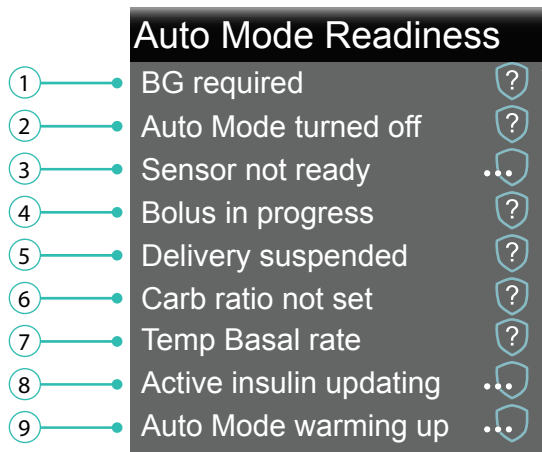 Auto Mode Readiness
1 BG required ?
2 Auto Mode turned off ?
3 Sensor not ready ...
4 Bolus in progress ?
5 Delivery suspended ?
6 Carb ratio not set ?
7 Temp Basal rate ?
8 Active insulin updating ...
9 Auto Mode warming up ...